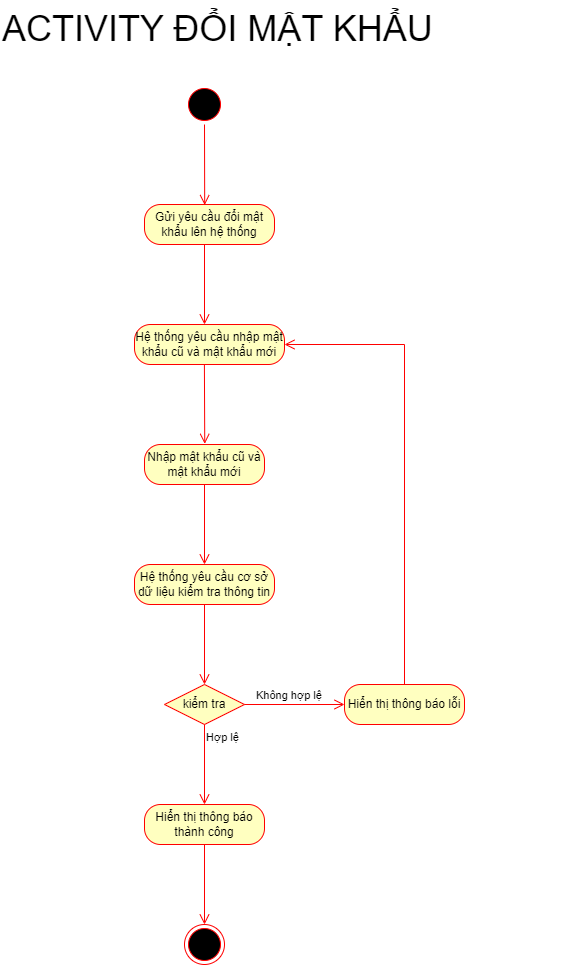 ACTIVITY ĐỔI MẬT KHẨU
Gửi yêu cầu đổi mật
khẩu lên hệ thống
Hệ thống yêu cầu nhập mật
khẩu cũ và mật khẩu mới
Nhập mật khẩu cũ và
mật khẩu mới
Hệ thống yêu cầu cơ sở
dữ liệu kiểm tra thông tin
kiểm tra
Không hợp lệ
Hiển thị thông báo lỗi
Hợp lệ
Hiển thị thông báo
thành công